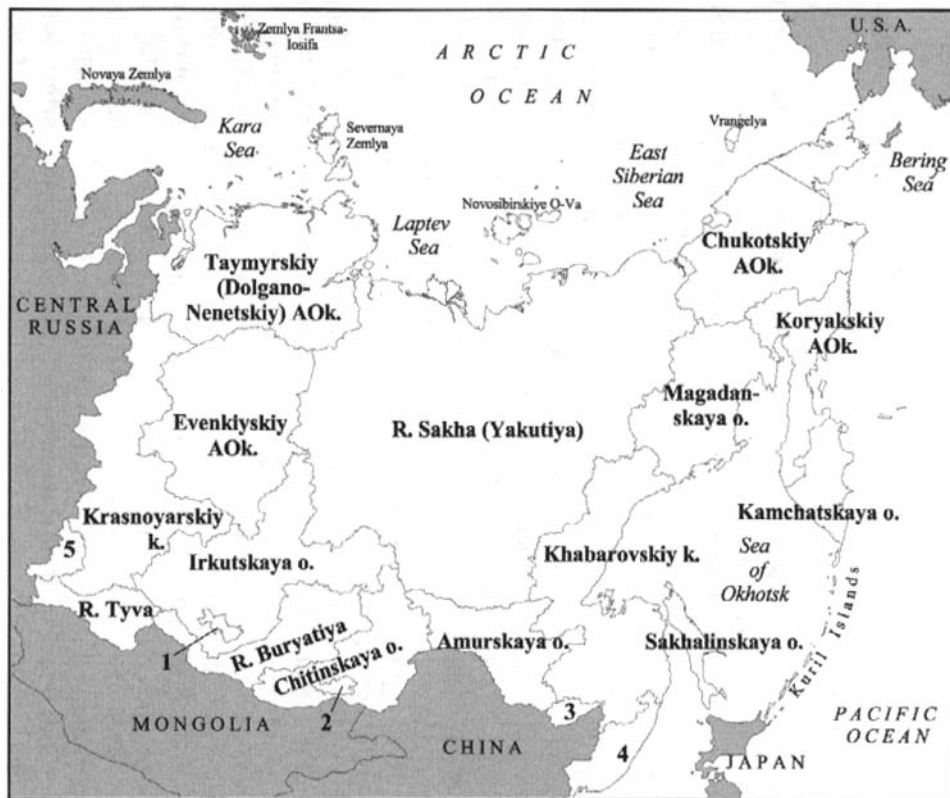 Zemlya Frantsa-
Iosifa
U. S. A.
ARCTIC
OCEAN
Novaya Zemlya
Kara
Sea
Severnaya
Zemlya
Vrangelya
East
Siberian
Sea
Bering
Sea
Novosibirskiye O-Va
Laptev
Sea
Chukotskiy
AOk.
Taymyrskiy
(Dolgano-
Nenetskiy) AOk.
CENTRAL
RUSSIA
Koryakskiy
AOk.
Magadan-
skaya o.
Evenkiyskiy
AOk.
R. Sakha (Yakutiya)
Krasnoyarskiy
k.
Kamchatskaya o.
5
Irkutskaya o.
Khabarovskiy k.
Sea
of
Okhotsk
R. Tyva
1
R. Buryatiya
Chitinskaya o.
Amurskaya o.
Sakhalinskaya o.
Kuril Islands
2
3
4
MONGOLIA
CHINA
JAPAN
PACIFIC
OCEAN